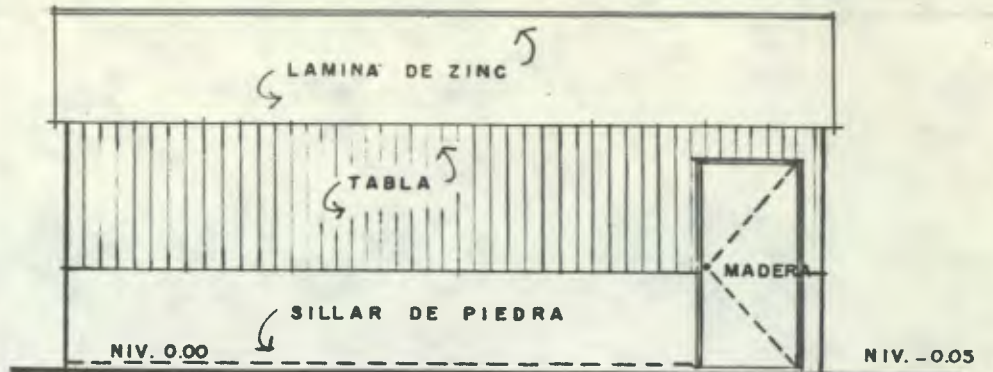 LAMINA DE ZINC
TABLA
MADERA
SILLAR DE PIEDRA
NIV. 0.00
NIV. -0.05